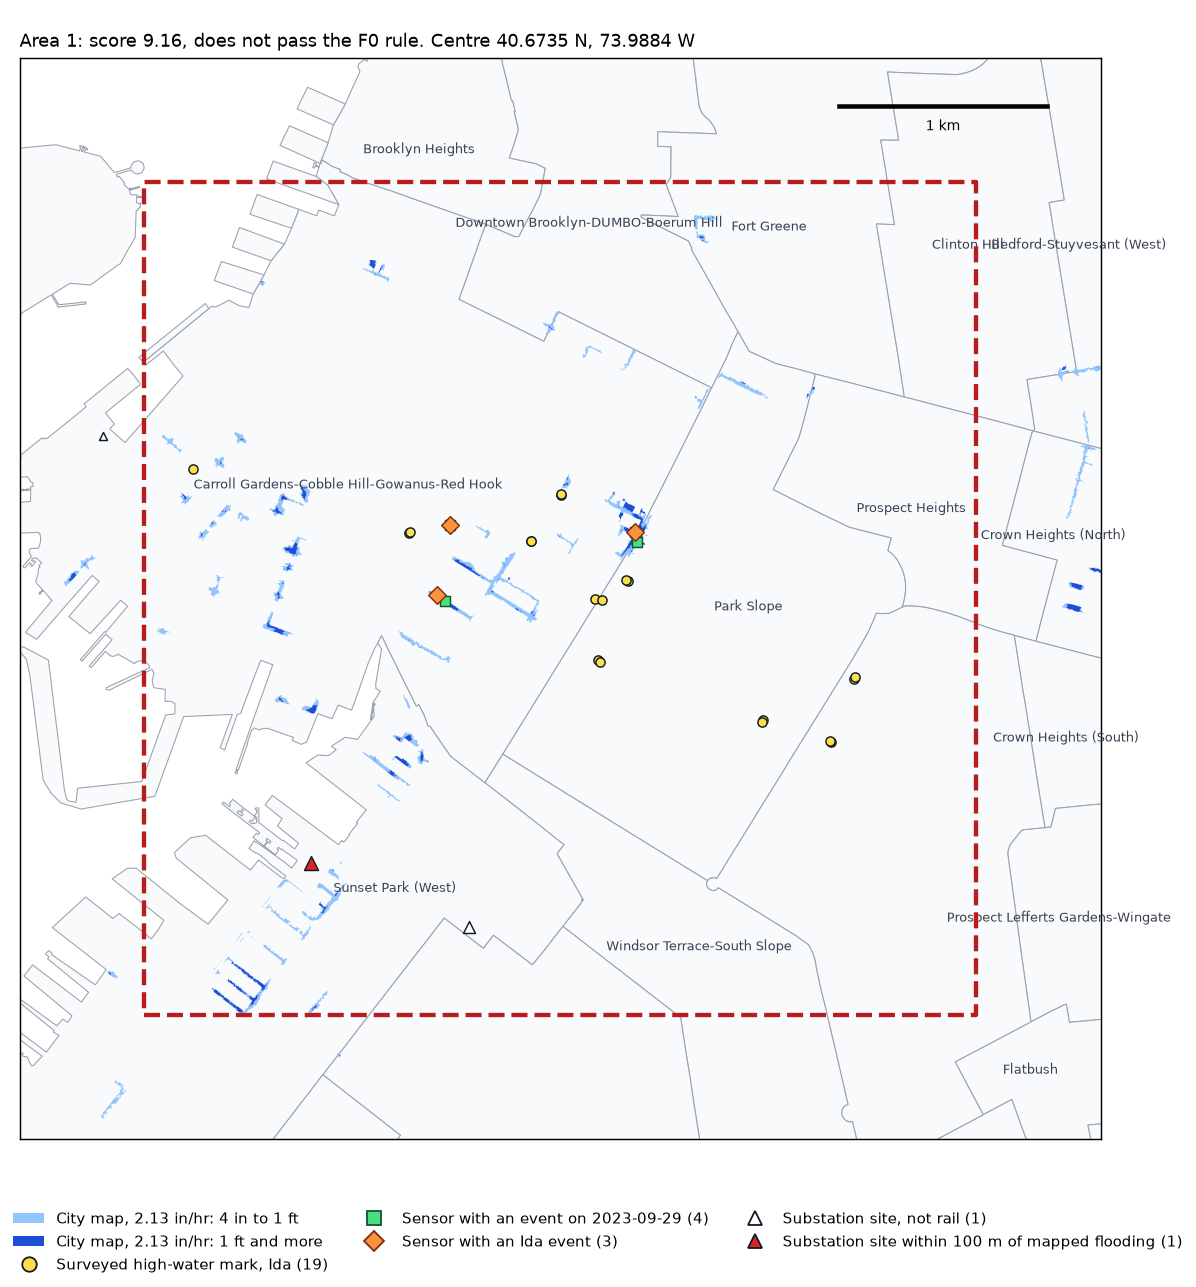 Area 1: score 9.16, does not pass the F0 rule. Centre 40.6735 N, 73.9884 W
1 km
Brooklyn Heights
Downtown Brooklyn-DUMBO-Boerum Hill
Fort Greene
Clinton Hill
Bedford-Stuyvesant (West)
Carroll Gardens-Cobble Hill-Gowanus-Red Hook
Prospect Heights
Crown Heights (North)
Park Slope
Crown Heights (South)
Sunset Park (West)
Prospect Lefferts Gardens-Wingate
Windsor Terrace-South Slope
Flatbush
City map, 2.13 in/hr: 4 in to 1 ft
City map, 2.13 in/hr: 1 ft and more
Surveyed high-water mark, Ida (19)
Sensor with an event on 2023-09-29 (4)
Sensor with an Ida event (3)
Substation site, not rail (1)
Substation site within 100 m of mapped flooding (1)